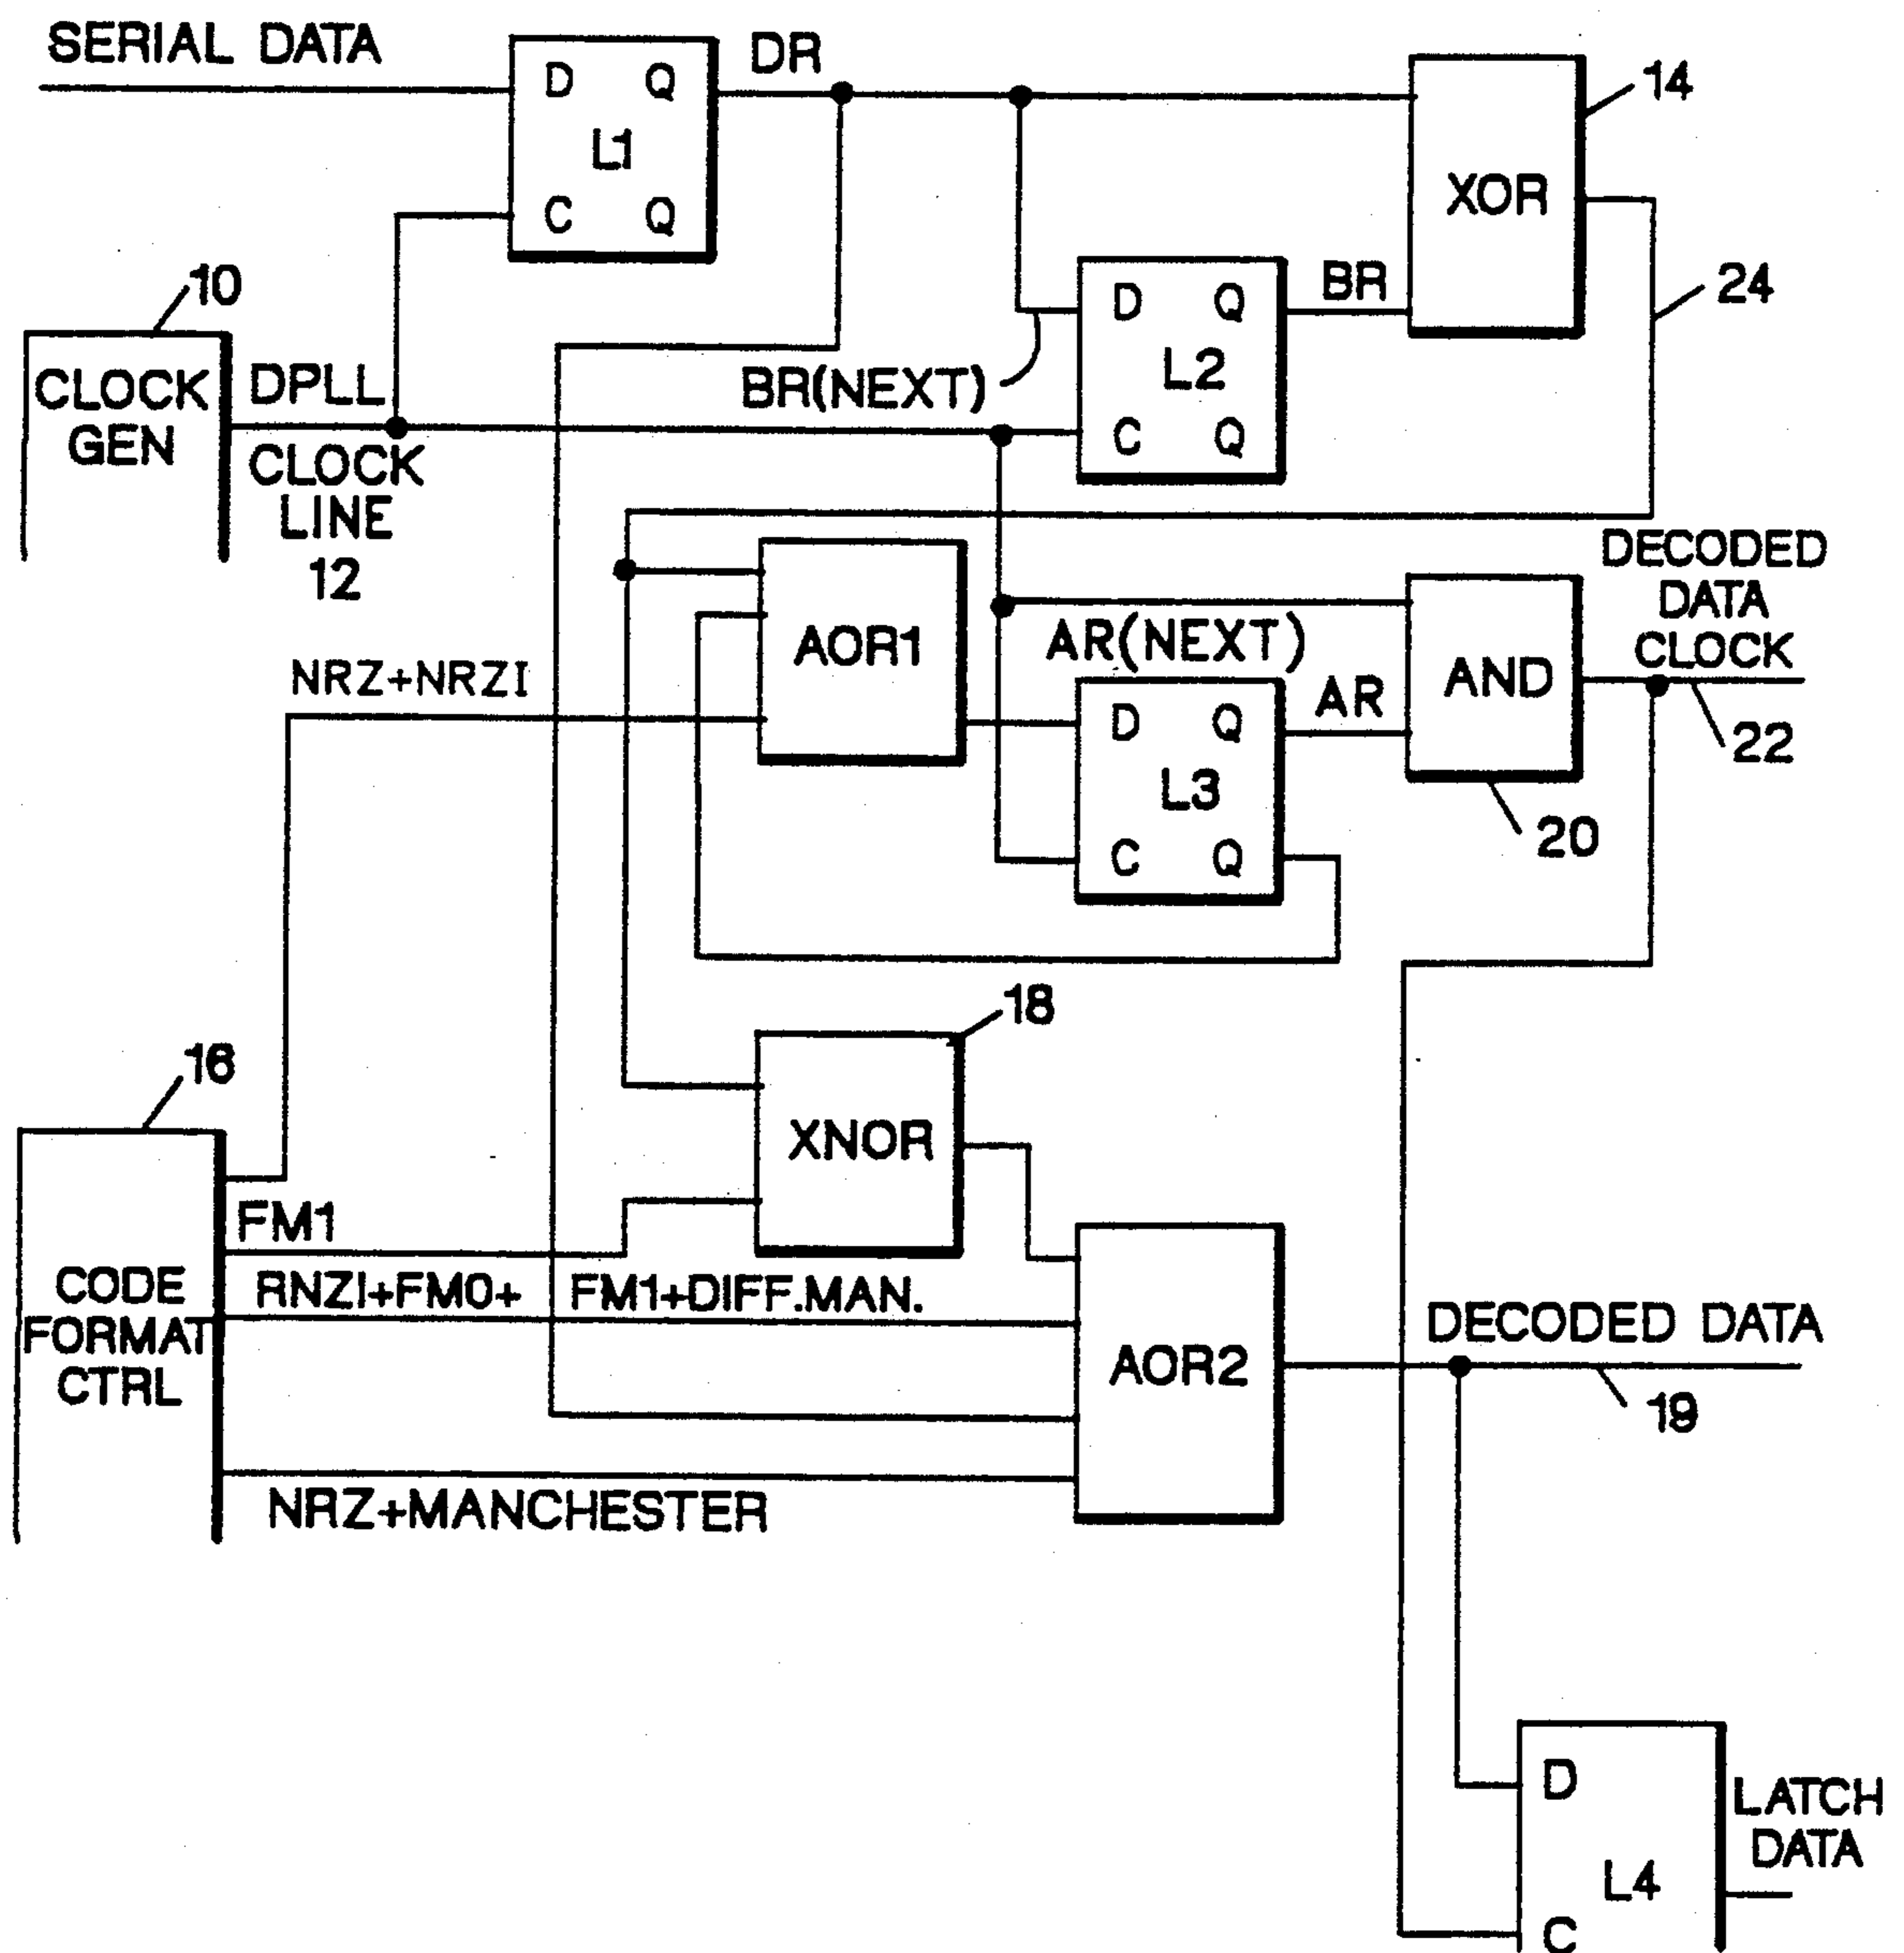 SERIAL DATA
D Q
L1
C Q
DR
XOR
14
10
CLOCK
GEN
DPLL
CLOCK
LINE
12
BR(NEXT)
D Q
L2
C Q
BR
24
NRZ+NRZI
AOR1
AR(NEXT)
D Q
L3
C Q
AR
AND
20
DECODED
DATA
CLOCK
22
18
XNOR
16
CODE
FORMAT
CTRL
FM1
RNZI+FM0+ FM1+DIFF.MAN.
NRZ+MANCHESTER
AOR2
DECODED DATA
19
D
L4
C
LATCH
DATA